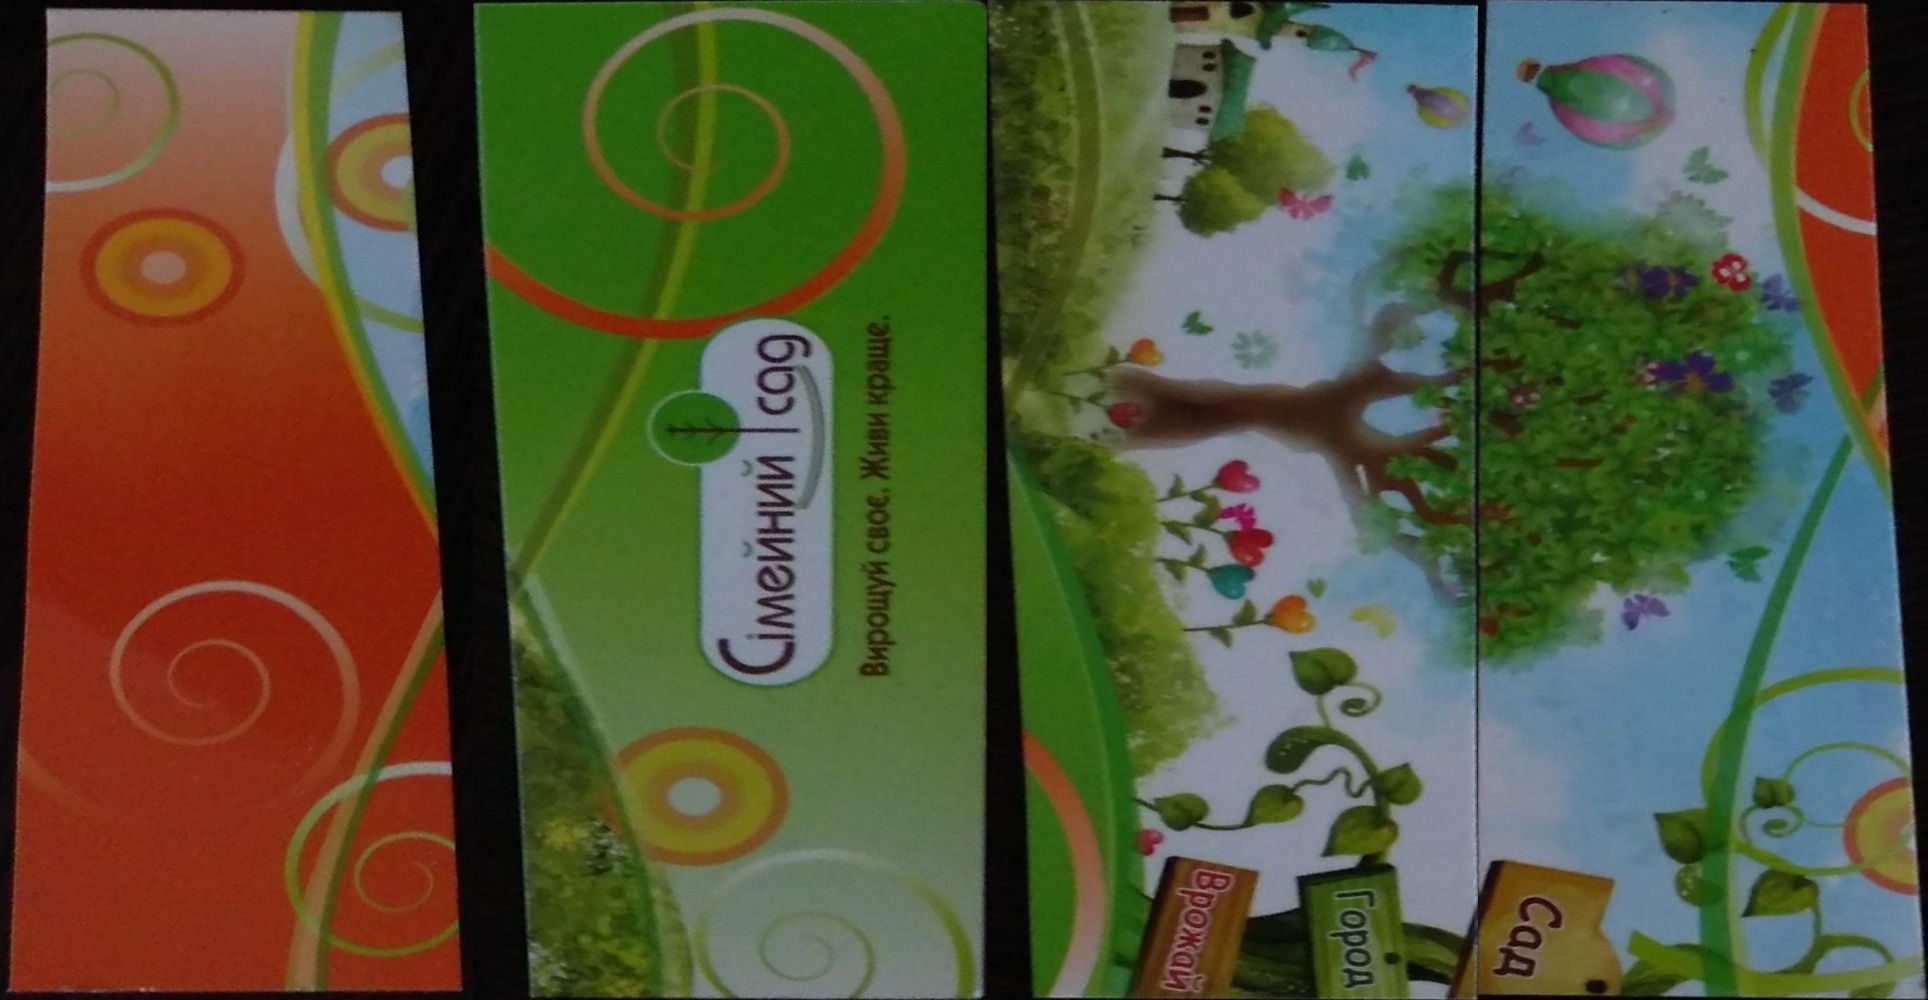 Сімейний сад
Вирощуй своє. Живи краще.
Врожай
Город
Сад